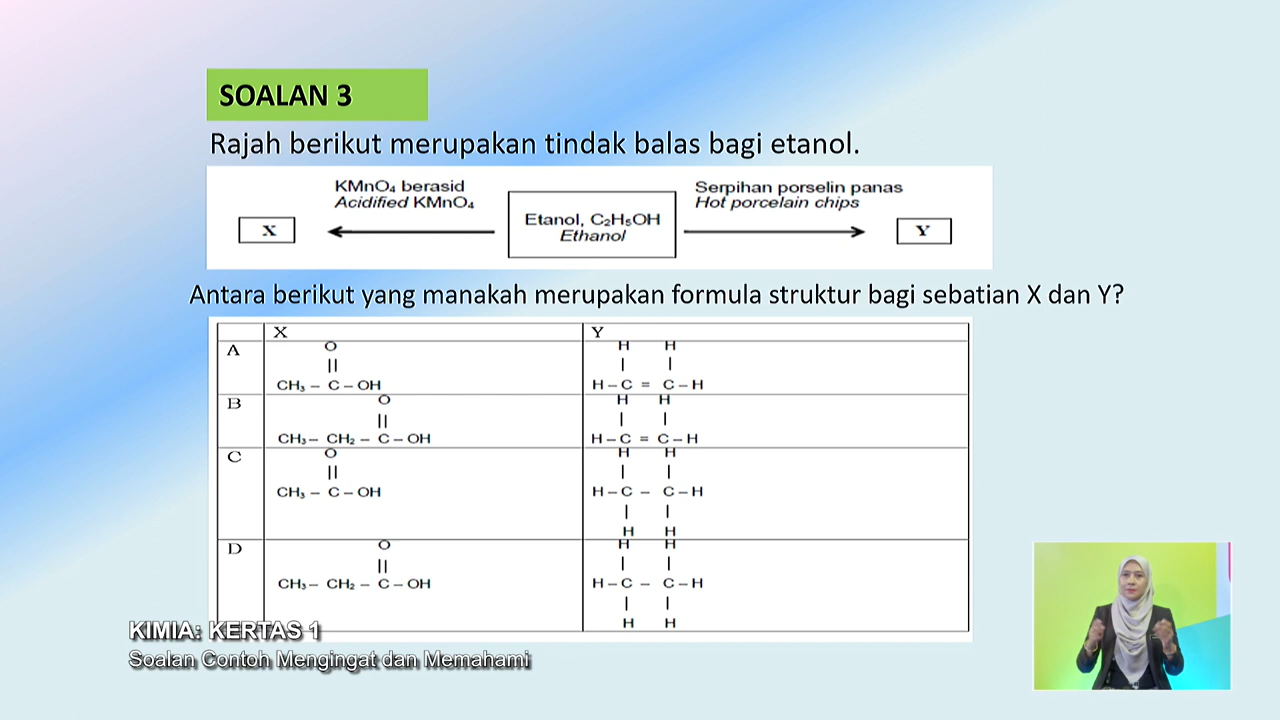 SOALAN 3
Rajah berikut merupakan tindak balas bagi etanol.
KMnO₄ berasid
Acidified KMnO₄
Serpihan porselin panas
Hot porcelain chips
X
Etanol, C₂H₅OH
Ethanol
Y
Antara berikut yang manakah merupakan formula struktur bagi sebatian X dan Y?
X Y
A
O
||
CH₃ – C – OH
H H
| |
H – C = C – H
B
O
||
CH₃ – CH₂ – C – OH
H H
| |
H – C = C – H
C
O
||
CH₃ – C – OH
H H
| |
H – C – C – H
| |
H H
D
O
||
CH₃ – CH₂ – C – OH
H H
| |
H – C – C – H
| |
H H
KIMIA: KERTAS 1
Soalan Contoh Mengingat dan Memahami